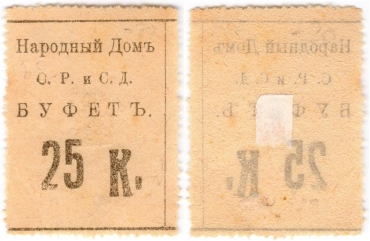 Народный Домъ
О. Р. и С. Д.
БУФЕТЪ.
25 К.